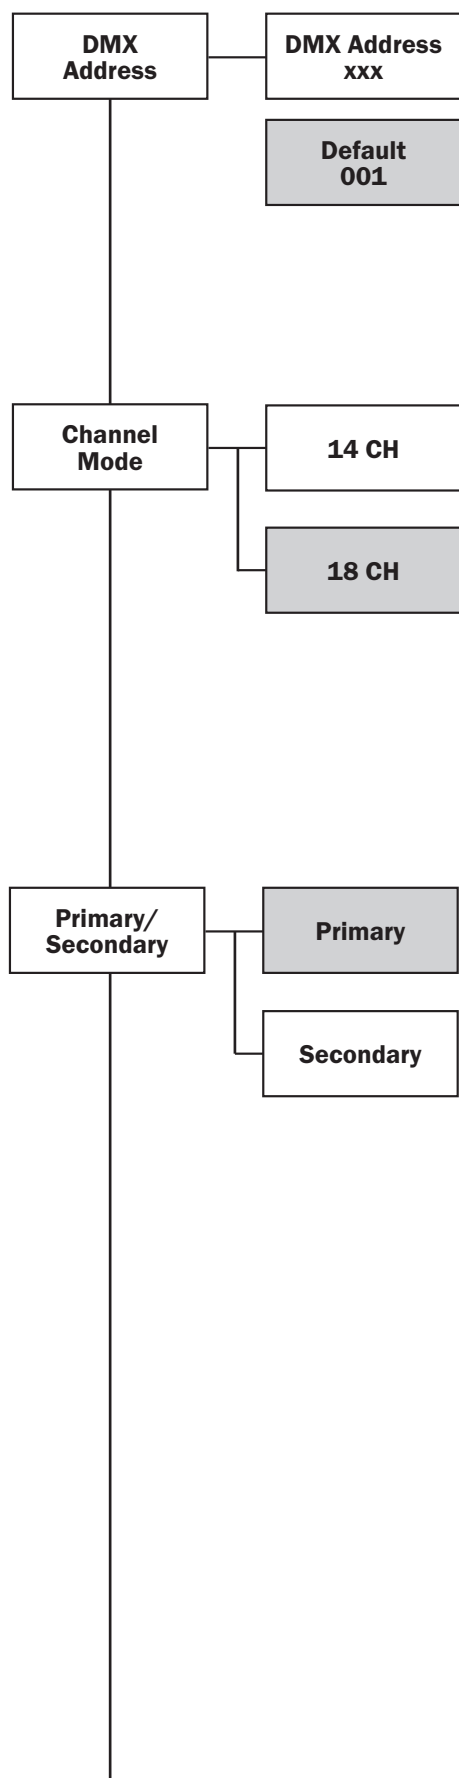 DMX
Address
DMX Address
xxx
Default
001
Channel
Mode
14 CH
18 CH
Primary/
Secondary
Primary
Secondary